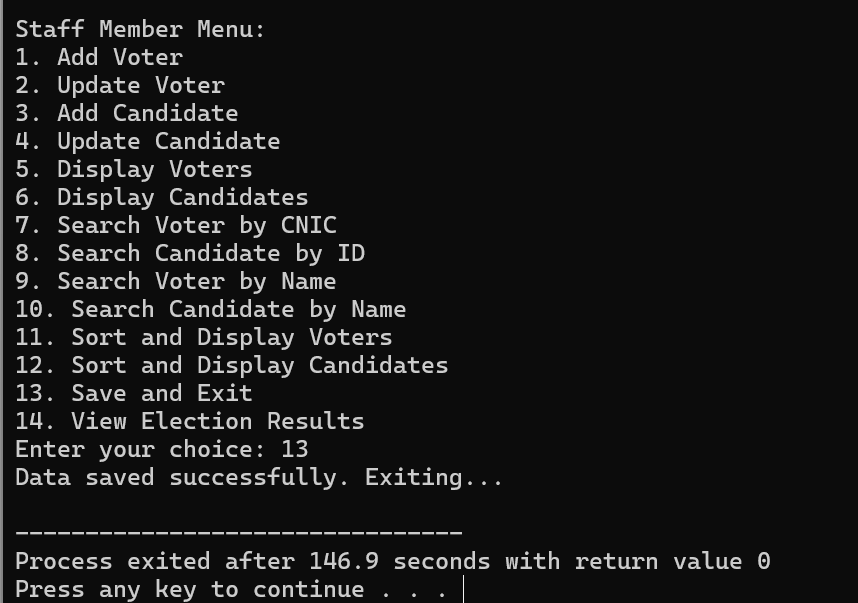 Staff Member Menu:
1. Add Voter
2. Update Voter
3. Add Candidate
4. Update Candidate
5. Display Voters
6. Display Candidates
7. Search Voter by CNIC
8. Search Candidate by ID
9. Search Voter by Name
10. Search Candidate by Name
11. Sort and Display Voters
12. Sort and Display Candidates
13. Save and Exit
14. View Election Results
Enter your choice: 13
Data saved successfully. Exiting...
--------------------------------
Process exited after 146.9 seconds with return value 0
Press any key to continue . . .